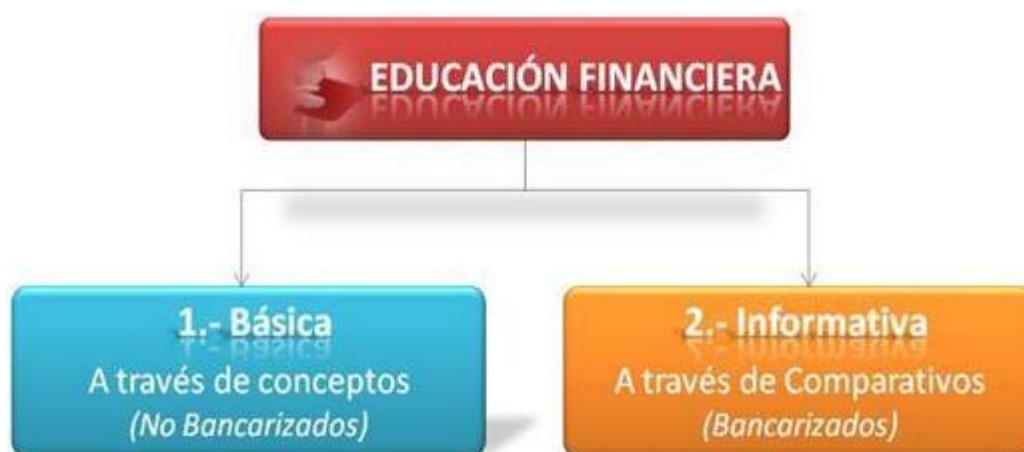 EDUCACIÓN FINANCIERA
1.- Básica
A través de conceptos
(No Bancarizados)
2.- Informativa
A través de Comparativos
(Bancarizados)